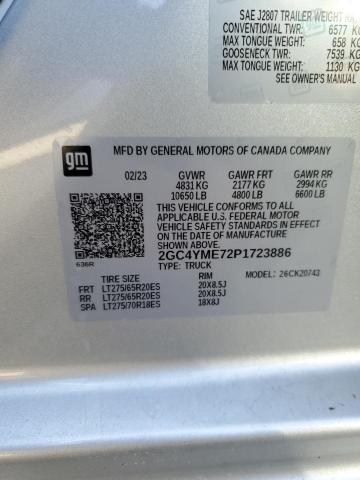 SAE J2807 TRAILER WEIGHT
CONVENTIONAL TWR: 6577 KG
MAX TONGUE WEIGHT: 658 KG
GOOSENECK TWR: 7539 KG
MAX TONGUE WEIGHT: 1130 KG
SEE OWNER'S MANUAL
gm MFD BY GENERAL MOTORS OF CANADA COMPANY
02/23 GVWR GAWR FRT GAWR RR
4831 KG 2177 KG 2994 KG
10650 LB 4800 LB 6600 LB
THIS VEHICLE CONFORMS TO ALL
APPLICABLE U.S. FEDERAL MOTOR
VEHICLE SAFETY STANDARDS IN
EFFECT ON THE DATE OF
MANUFACTURE SHOWN ABOVE.
2GC4YME72P1723886
636R TYPE: TRUCK
MODEL: 26CK20743
TIRE SIZE RIM
FRT LT275/65R20ES 20X8.5J
RR LT275/65R20ES 20X8.5J
SPA LT275/70R18ES 18X8J